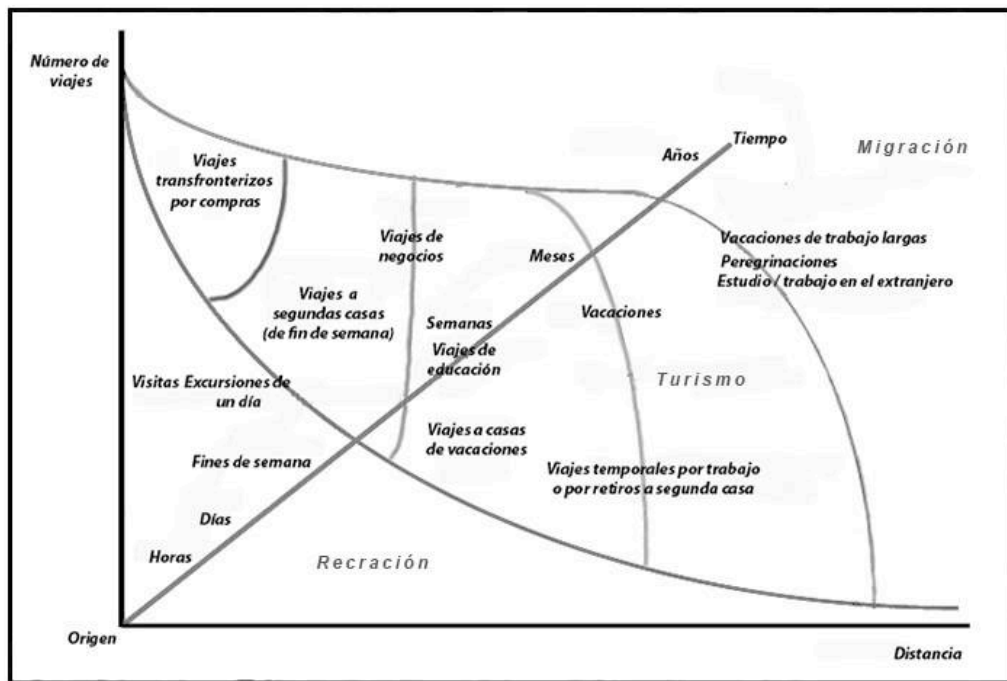 Número de
viajes
Viajes
transfronterizos
por compras
Viajes de
negocios
Viajes a
segundas casas
(de fin de semana)
Visitas Excursiones de
un día
Fines de semana
Días
Horas
Origen
Recración
Semanas
Viajes de
educación
Viajes a casas
de vacaciones
Meses
Años
Tiempo
Migración
Vacaciones de trabajo largas
Peregrinaciones
Estudio / trabajo en el extranjero
Vacaciones
Turismo
Viajes temporales por trabajo
o por retiros a segunda casa
Distancia